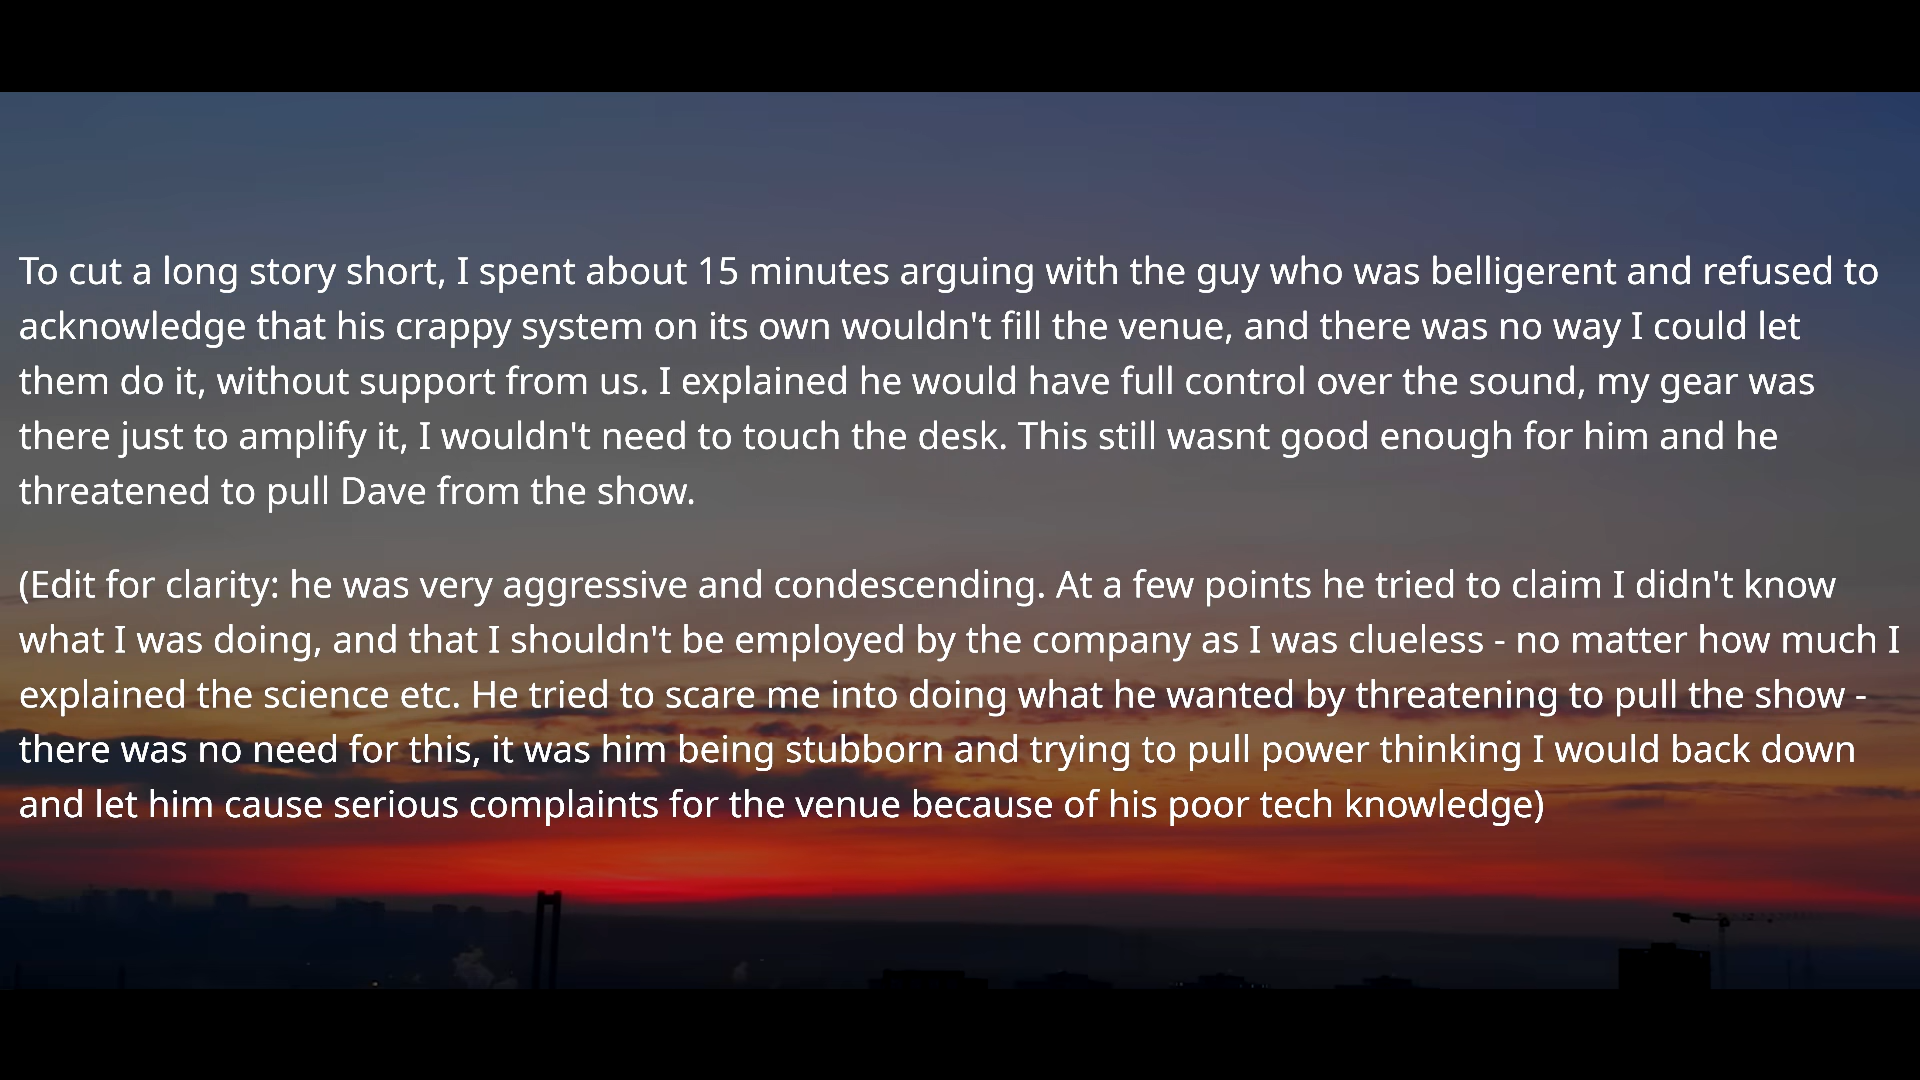 To cut a long story short, I spent about 15 minutes arguing with the guy who was belligerent and refused to
acknowledge that his crappy system on its own wouldn't fill the venue, and there was no way I could let
them do it, without support from us. I explained he would have full control over the sound, my gear was
there just to amplify it, I wouldn't need to touch the desk. This still wasnt good enough for him and he
threatened to pull Dave from the show.
(Edit for clarity: he was very aggressive and condescending. At a few points he tried to claim I didn't know
what I was doing, and that I shouldn't be employed by the company as I was clueless - no matter how much I
explained the science etc. He tried to scare me into doing what he wanted by threatening to pull the show -
there was no need for this, it was him being stubborn and trying to pull power thinking I would back down
and let him cause serious complaints for the venue because of his poor tech knowledge)